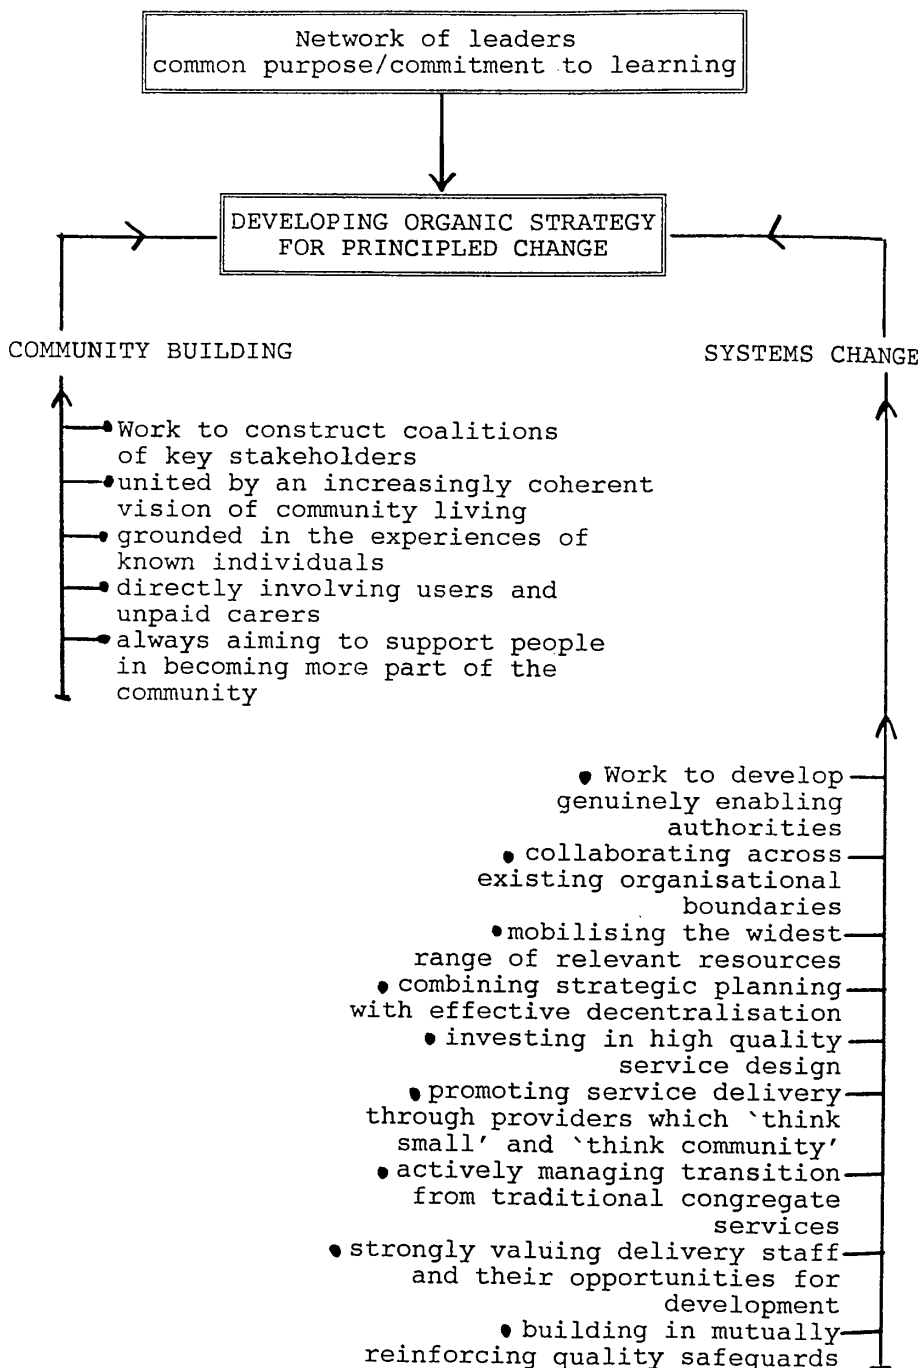 Network of leaders
common purpose/commitment to learning
DEVELOPING ORGANIC STRATEGY
FOR PRINCIPLED CHANGE
COMMUNITY BUILDING
SYSTEMS CHANGE
• Work to construct coalitions
of key stakeholders
• united by an increasingly coherent
vision of community living
• grounded in the experiences of
known individuals
• directly involving users and
unpaid carers
• always aiming to support people
in becoming more part of the
community
• Work to develop
genuinely enabling
authorities
• collaborating across
existing organisational
boundaries
• mobilising the widest
range of relevant resources
• combining strategic planning
with effective decentralisation
• investing in high quality
service design
• promoting service delivery
through providers which `think
small' and `think community'
• actively managing transition
from traditional congregate
services
• strongly valuing delivery staff
and their opportunities for
development
• building in mutually
reinforcing quality safeguards